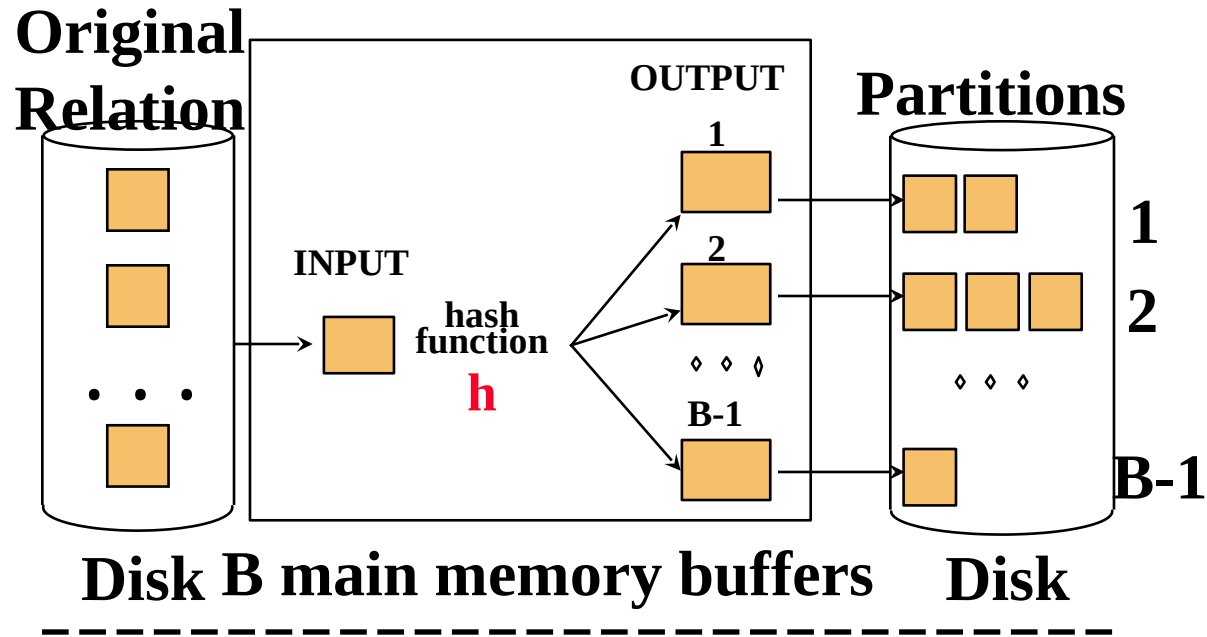 Original
Relation
OUTPUT
Partitions
1
1
INPUT
2
hash
function
2
h
B-1
B-1
Disk
B main memory buffers
Disk